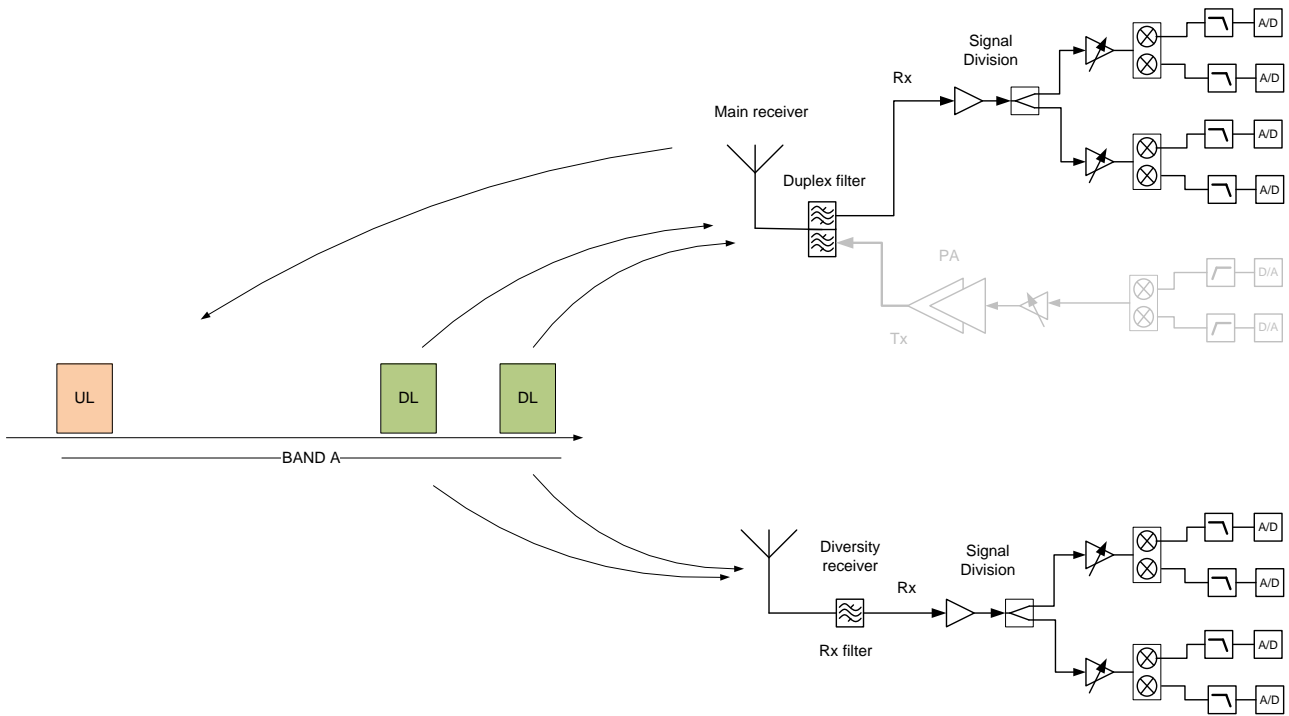 A/D
Signal
Division
Rx
A/D
Main receiver
A/D
Duplex filter
A/D
PA
D/A
Tx
D/A
UL
DL
DL
BAND A
A/D
Diversity
receiver
Signal
Division
Rx
A/D
Rx filter
A/D
A/D